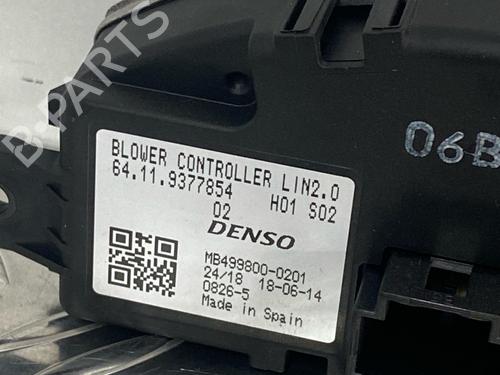 B-PARTS
BLOWER CONTROLLER LIN2.0
64.11.9377854 H01 S02
02
DENSO
MB499800-0201
24/18 18-06-14
0826-5
Made in Spain
06B